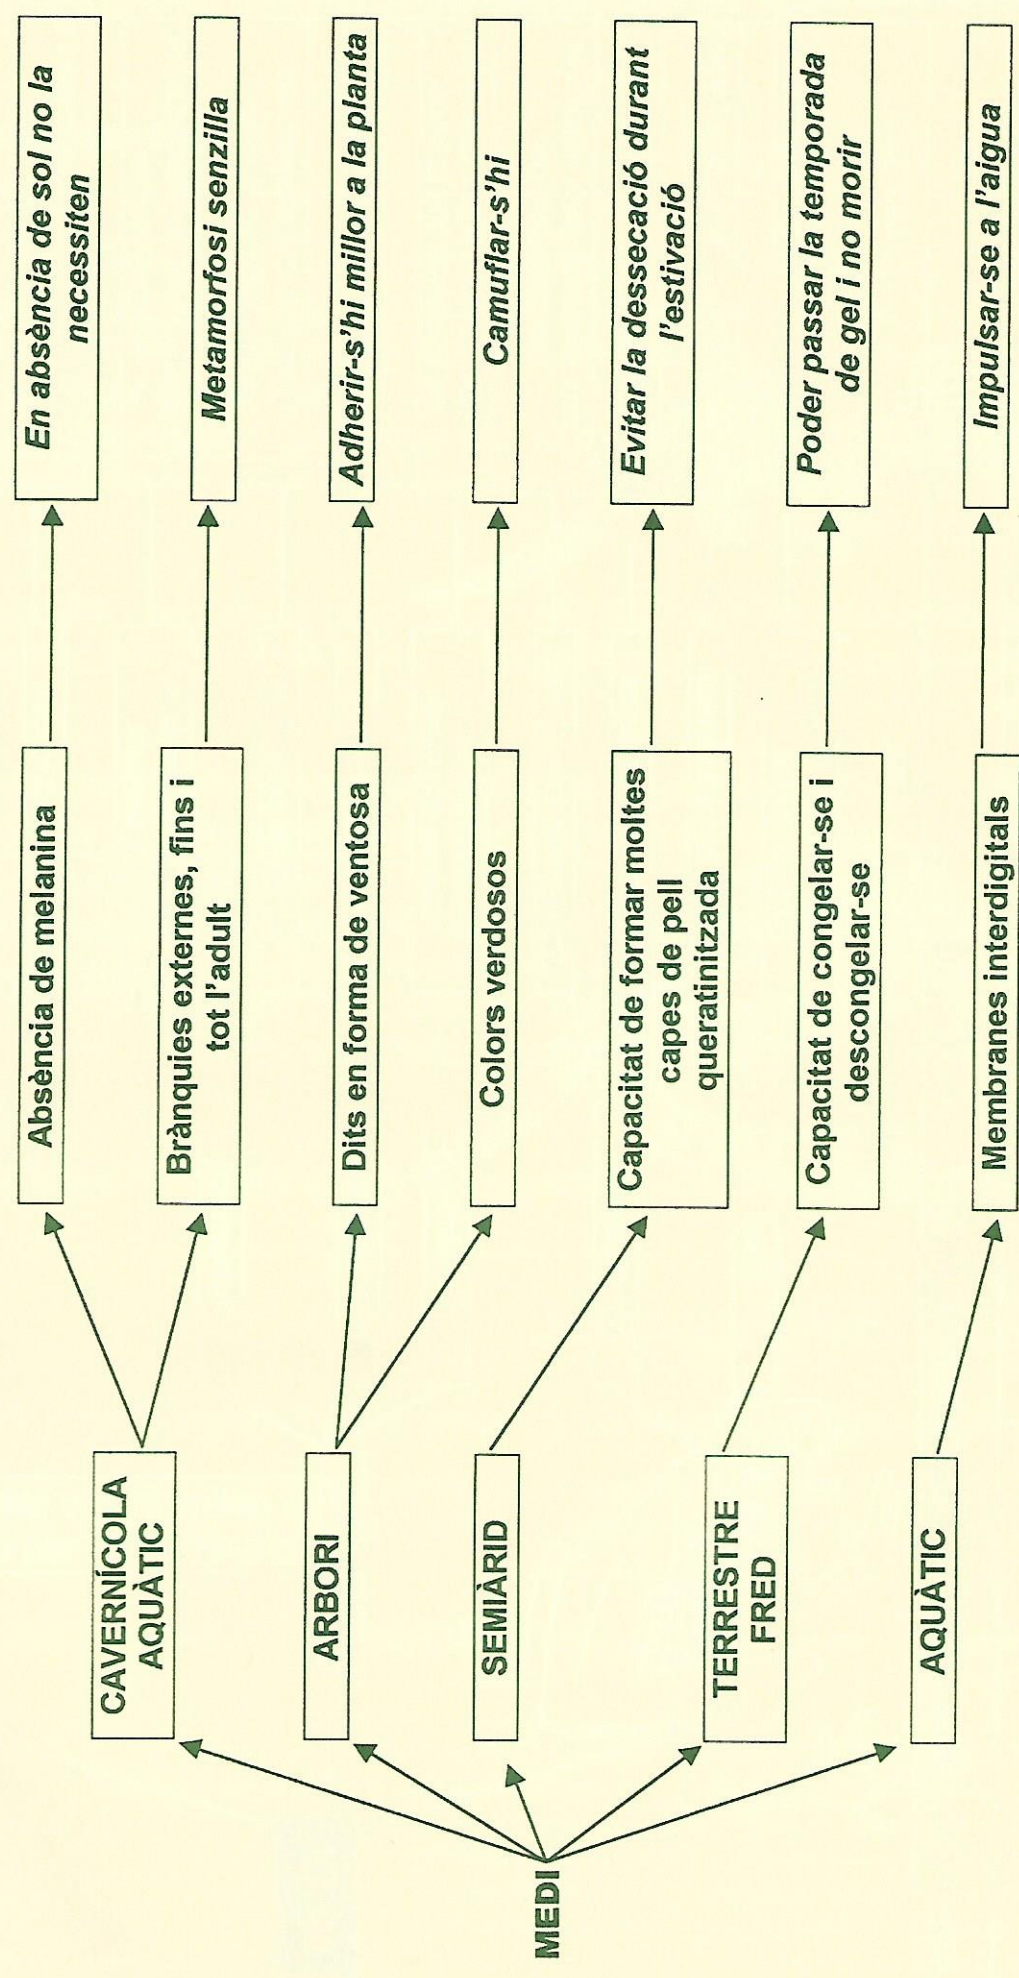 MEDI
CAVERNÍCOLA
AQUÀTIC
Absència de melanina
En absència de sol no la
necessiten
Brànquies externes, fins i
tot l'adult
Metamorfosi senzilla
ARBORI
Dits en forma de ventosa
Adherir-s'hi millor a la planta
Colors verdosos
Camuflar-s'hi
SEMIÀRID
Capacitat de formar moltes
capes de pell
queratinitzada
Evitar la dessecació durant
l'estivació
TERRESTRE
FRED
Capacitat de congelar-se i
descongelar-se
Poder passar la temporada
de gel i no morir
AQUÀTIC
Membranes interdigitals
Impulsar-se a l'aigua